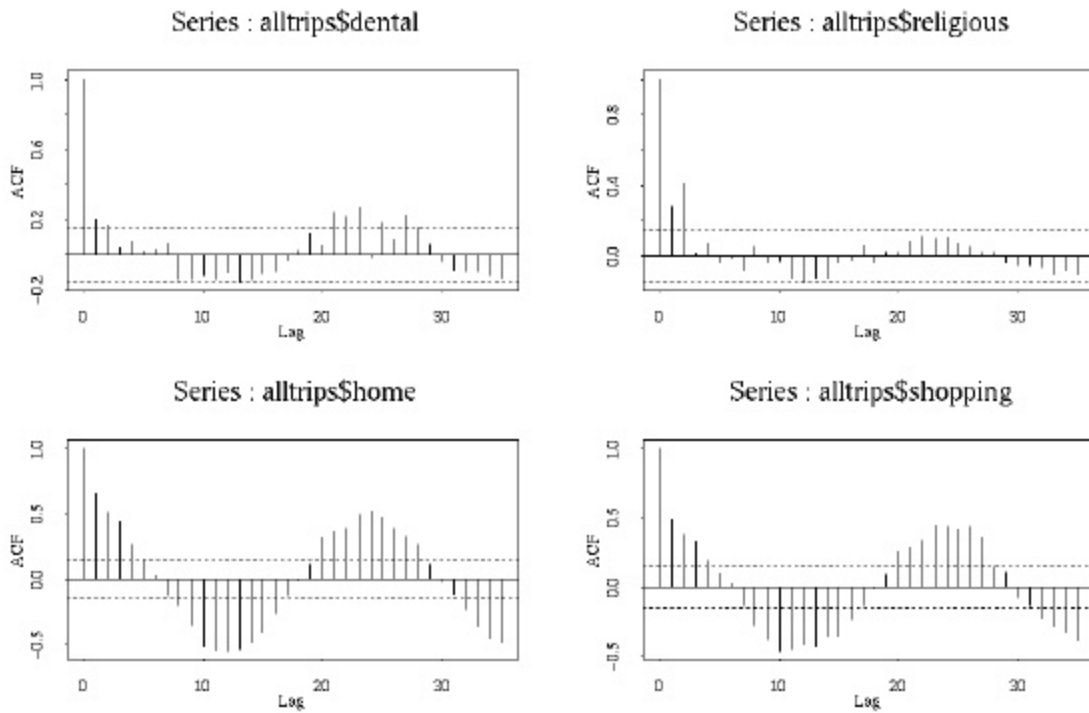 Series : alltrips$dental
ACF
1.0
0.6
0.2
-0.2
0 10 20 30
Lag
Series : alltrips$religious
ACF
0.8
0.4
0.0
0 10 20 30
Lag
Series : alltrips$home
ACF
1.0
0.5
0.0
-0.5
0 10 20 30
Lag
Series : alltrips$shopping
ACF
1.0
0.5
0.0
-0.5
0 10 20 30
Lag